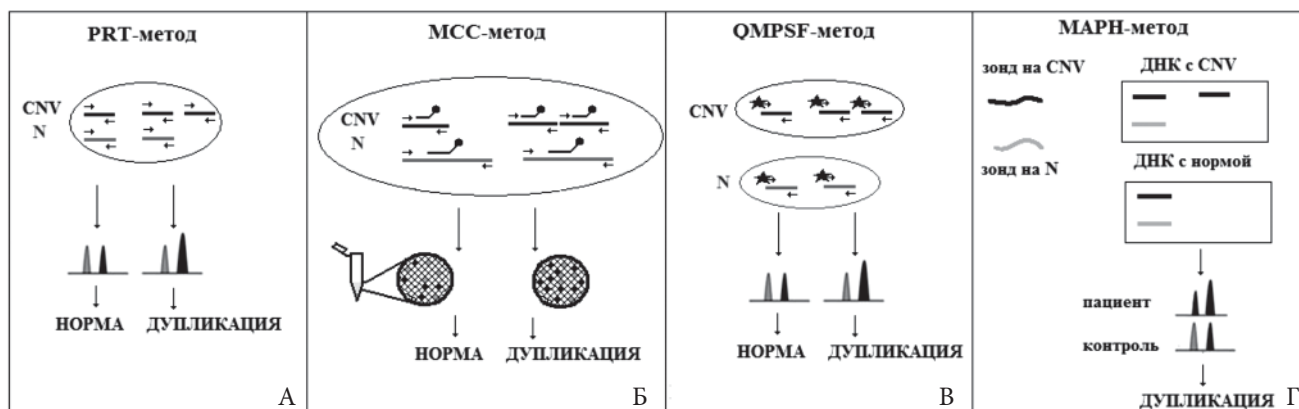 PRT-метод
CNV
N
НОРМА ДУПЛИКАЦИЯ
А
МСС-метод
CNV
N
НОРМА ДУПЛИКАЦИЯ
Б
QMPSF-метод
CNV
N
НОРМА ДУПЛИКАЦИЯ
В
MAPH-метод
зонд на CNV
ДНК с CNV
зонд на N
ДНК с нормой
пациент
контроль
ДУПЛИКАЦИЯ
Г